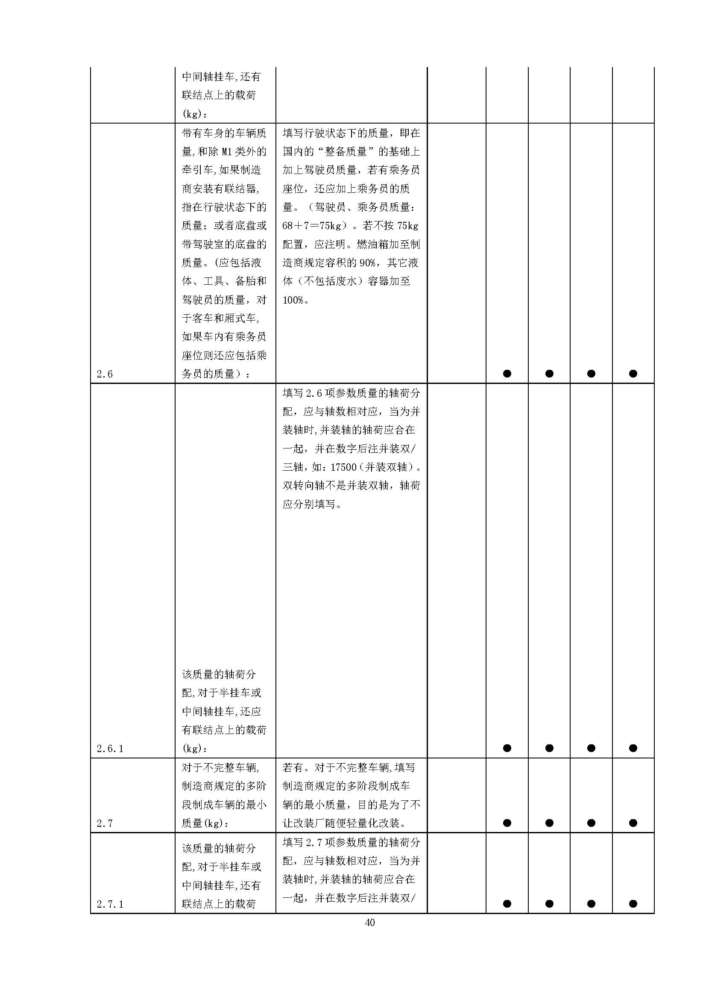 中间轴挂车,还有
联结点上的载荷
(kg):
2.6
带有车身的车辆质
量,和除 M1 类外的
牵引车,如果制造
商安装有联结器,
指在行驶状态下的
质量；或者底盘或
带驾驶室的底盘的
质量。(应包括液
体、工具、备胎和
驾驶员的质量，对
于客车和厢式车,
如果车内有乘务员
座位则还应包括乘
务员的质量）：
填写行驶状态下的质量，即在
国内的“整备质量”的基础上
加上驾驶员质量，若有乘务员
座位，还应加上乘务员的质
量。（驾驶员、乘务员质量：
68＋7＝75kg）。若不按 75kg
配置，应注明。燃油箱加至制
造商规定容积的 90%，其它液
体（不包括废水）容器加至
100%。
● ● ● ●
2.6.1
该质量的轴荷分
配,对于半挂车或
中间轴挂车,还应
有联结点上的载荷
(kg):
填写 2.6 项参数质量的轴荷分
配，应与轴数相对应，当为并
装轴时,并装轴的轴荷应合在
一起，并在数字后注并装双/
三轴，如：17500（并装双轴）。
双转向轴不是并装双轴，轴荷
应分别填写。
● ● ● ●
2.7
对于不完整车辆,
制造商规定的多阶
段制成车辆的最小
质量(kg):
若有。对于不完整车辆,填写
制造商规定的多阶段制成车
辆的最小质量，目的是为了不
让改装厂随便轻量化改装。
● ● ● ●
2.7.1
该质量的轴荷分
配,对于半挂车或
中间轴挂车,还有
联结点上的载荷
填写 2.7 项参数质量的轴荷分
配，应与轴数相对应，当为并
装轴时,并装轴的轴荷应合在
一起，并在数字后注并装双/
● ● ● ●
40